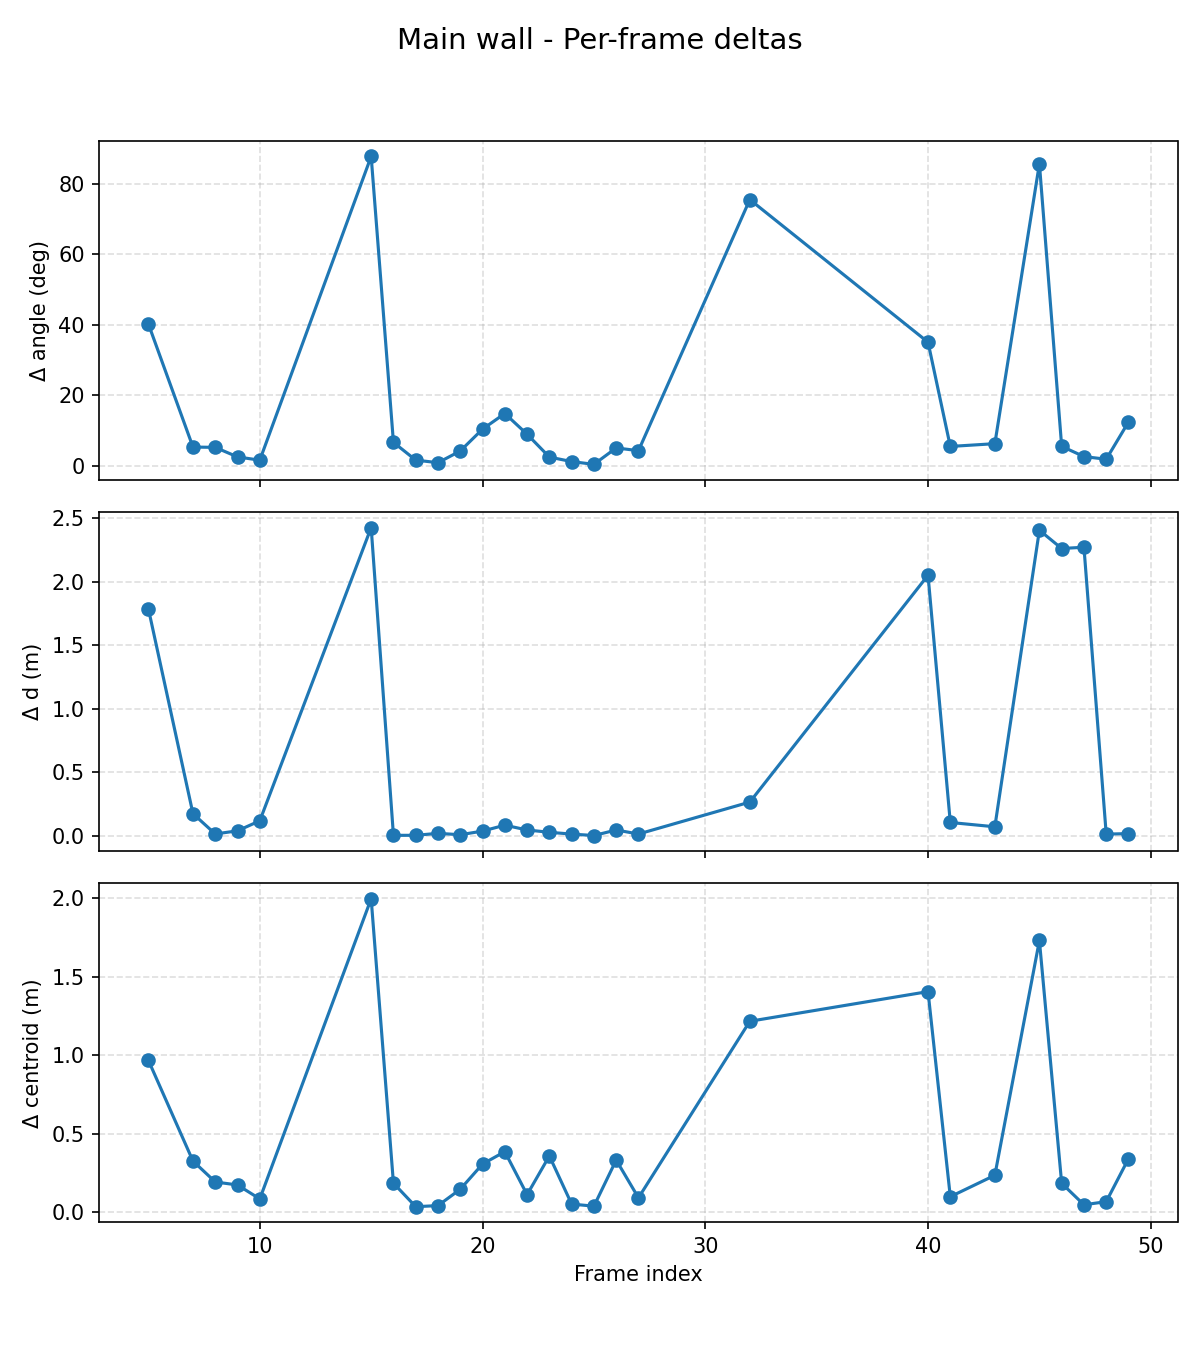 Main wall - Per-frame deltas
Δ angle (deg)
80
60
40
20
0
Δ d (m)
2.5
2.0
1.5
1.0
0.5
0.0
Δ centroid (m)
2.0
1.5
1.0
0.5
0.0
10 20 30 40 50
Frame index